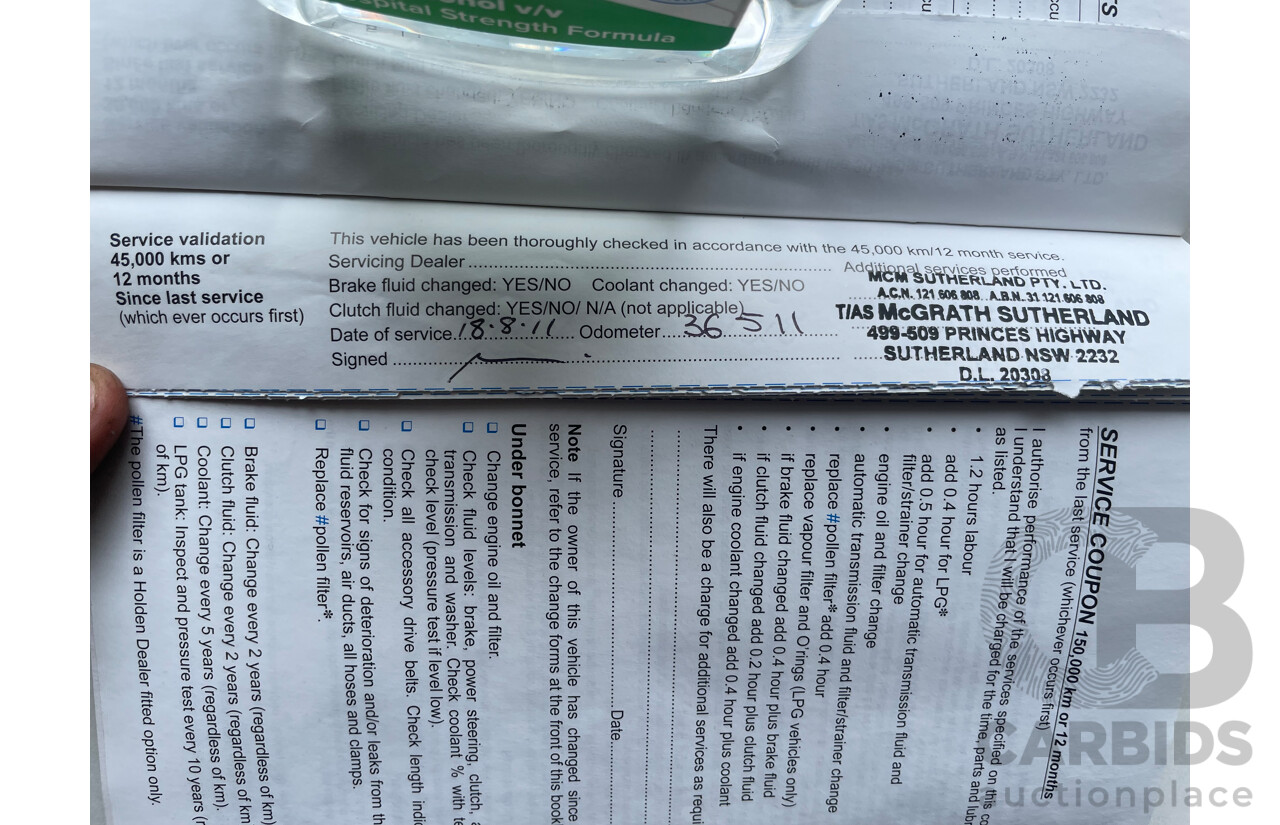 nol v/v
spital Strength Formula
Service validation
45,000 kms or
12 months
Since last service
(which ever occurs first)
This vehicle has been thoroughly checked in accordance with the 45,000 km/12 month service.
Servicing Dealer
Additional services performed
Brake fluid changed: YES/NO Coolant changed: YES/NO
Clutch fluid changed: YES/NO/ N/A (not applicable)
Date of service 18.8.11 Odometer 36511
Signed
MCM SUTHERLAND PTY. LTD.
A.C.N. 121 606 808 A.B.N. 31 121 606 808
T/AS McGRATH SUTHERLAND
499-509 PRINCES HIGHWAY
SUTHERLAND NSW 2232
D.L. 20308
SERVICE COUPON 150,000 km or 12 months
from the last service (whichever occurs first)
I authorise performance of the services specified on this
I understand that I will be charged for the time, parts and
as listed.
• 1.2 hours labour
• add 0.4 hour for LPG*
• add 0.5 hour for automatic transmission fluid and
filter/strainer change
• engine oil and filter change
• automatic transmission fluid and filter/strainer change
• replace #pollen filter* add 0.4 hour
• replace vapour filter and O'rings (LPG vehicles only)
• if brake fluid changed add 0.4 hour plus brake fluid
• if clutch fluid changed add 0.2 hour plus clutch fluid
• if engine coolant changed add 0.4 hour plus coolant
There will also be a charge for additional services as requi
Signature Date
Note If the owner of this vehicle has changed since
service, refer to the change forms at the front of this book
Under bonnet
❑ Change engine oil and filter.
❑ Check fluid levels: brake, power steering, clutch,
transmission and washer. Check coolant % with te
check level (pressure test if level low).
❑ Check all accessory drive belts. Check length indic
condition.
❑ Check for signs of deterioration and/or leaks from th
fluid reservoirs, air ducts, all hoses and clamps.
❑ Replace #pollen filter*.
❑ Brake fluid: Change every 2 years (regardless of km)
❑ Clutch fluid: Change every 2 years (regardless of km
❑ Coolant: Change every 5 years (regardless of km).
❑ LPG tank: Inspect and pressure test every 10 years (r
of km).
#The pollen filter is a Holden Dealer fitted option only.
CARBIDS
auctionplace